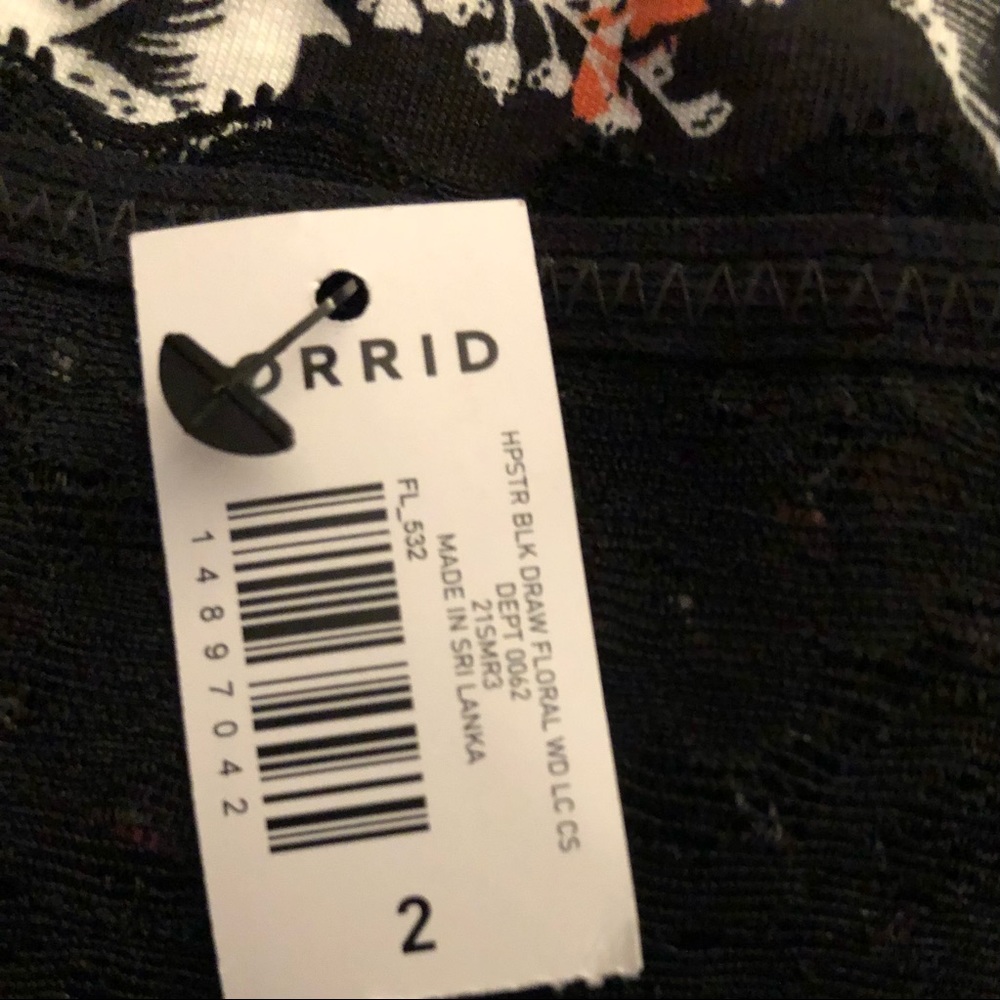 ORRID
HPSTR BLK DRAW FLORAL WD LC CS
DEPT 0062
21SMR3
MADE IN SRI LANKA
FL_532
14897042
2